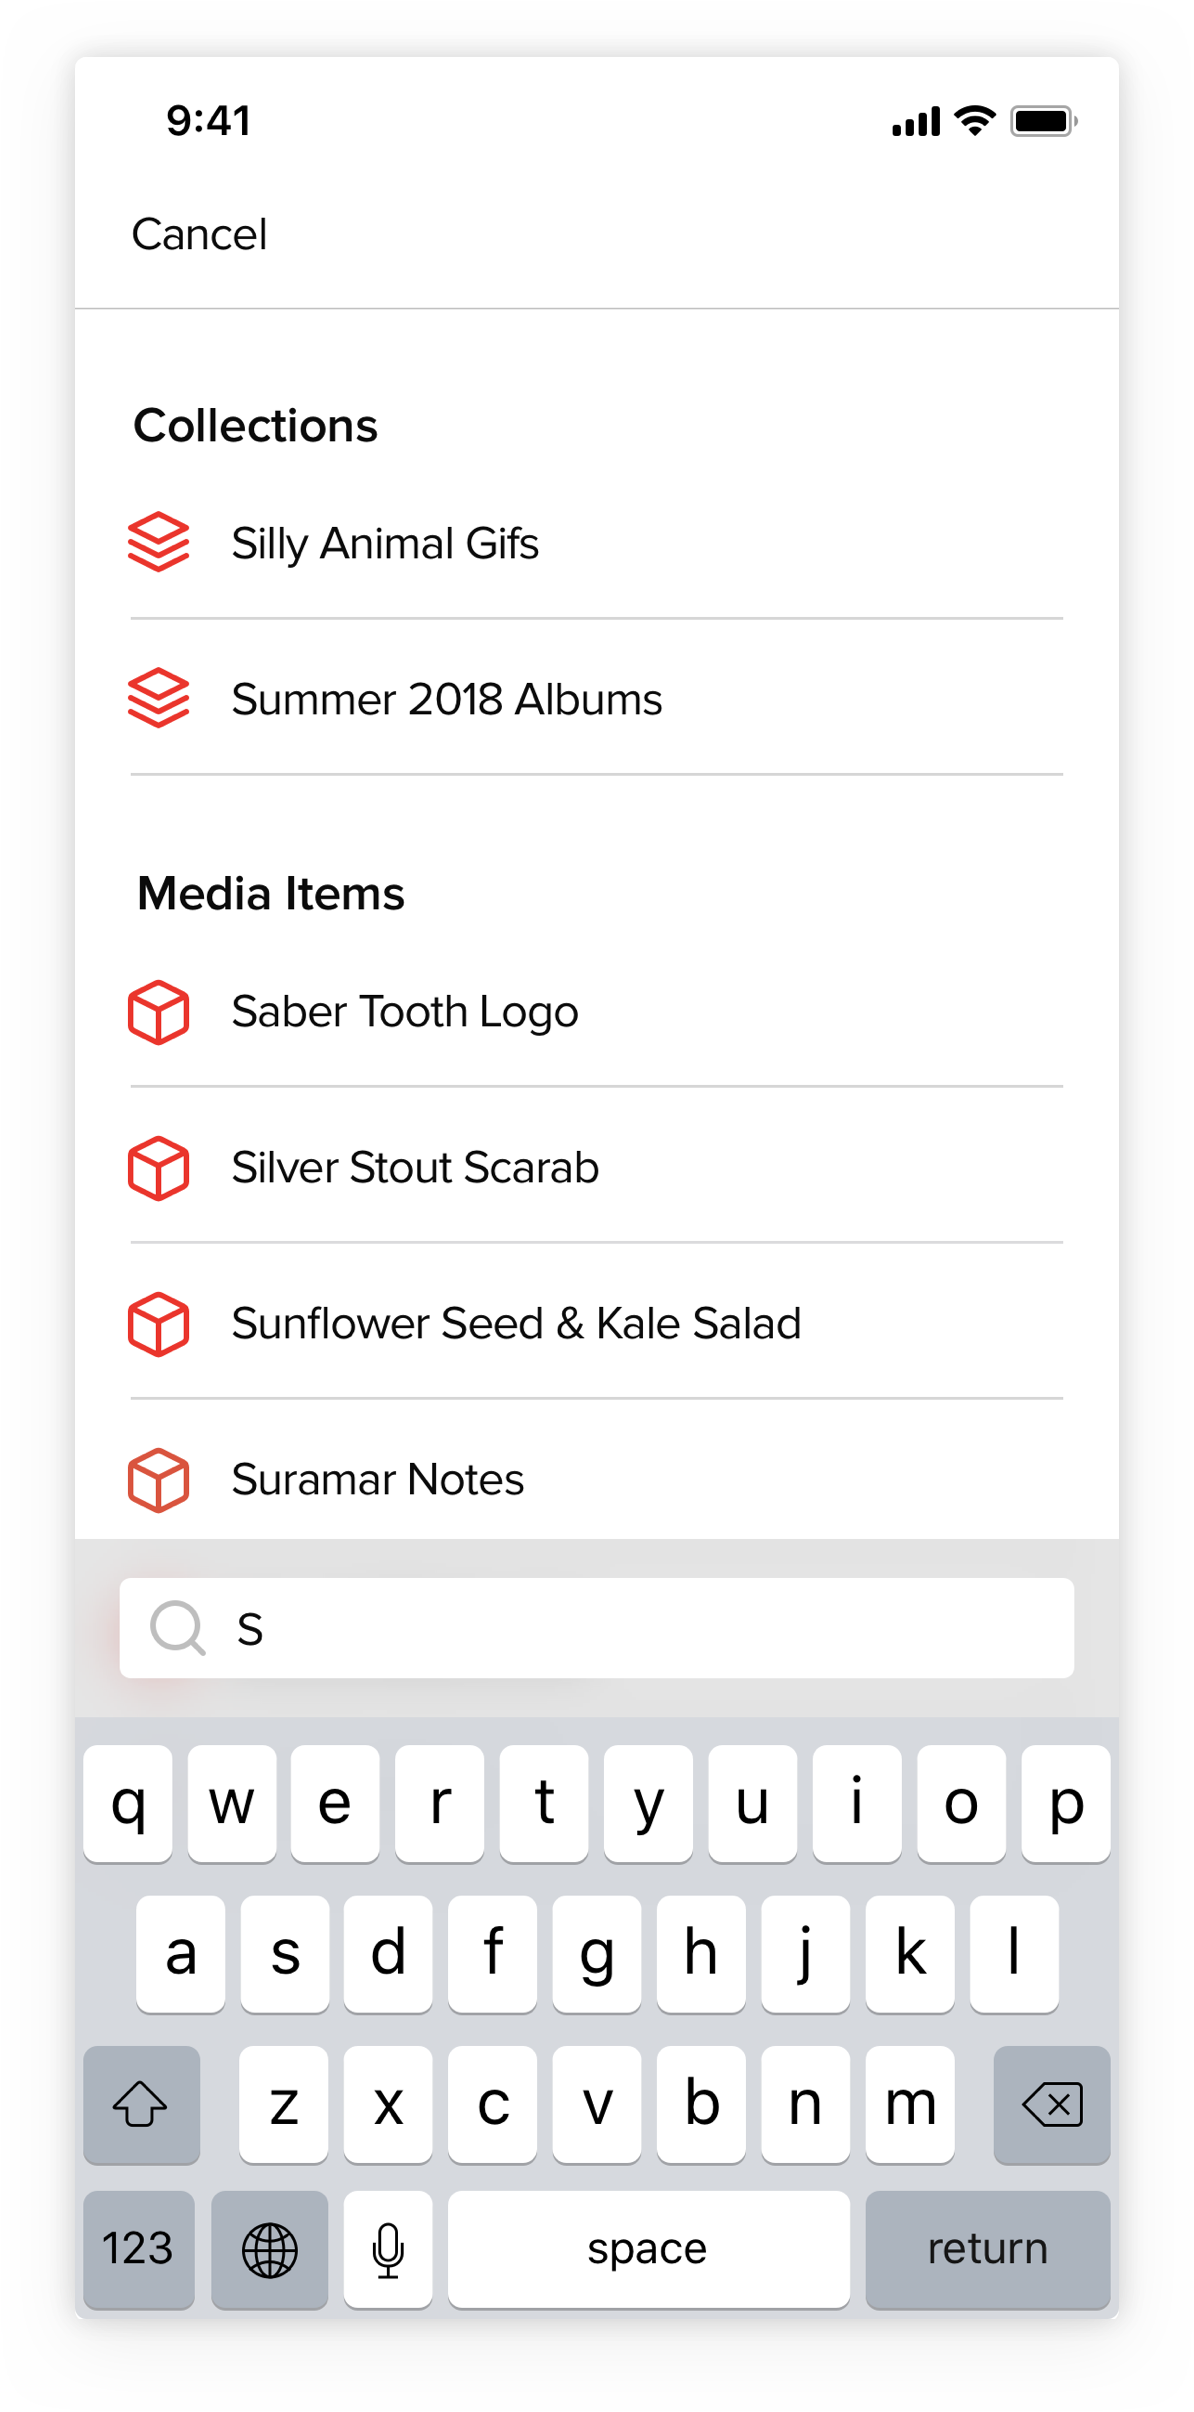 9:41
Cancel
Collections
Silly Animal Gifs
Summer 2018 Albums
Media Items
Saber Tooth Logo
Silver Stout Scarab
Sunflower Seed & Kale Salad
Suramar Notes
S
q w e r t y u i o p
a s d f g h j k l
z x c v b n m
123 space return